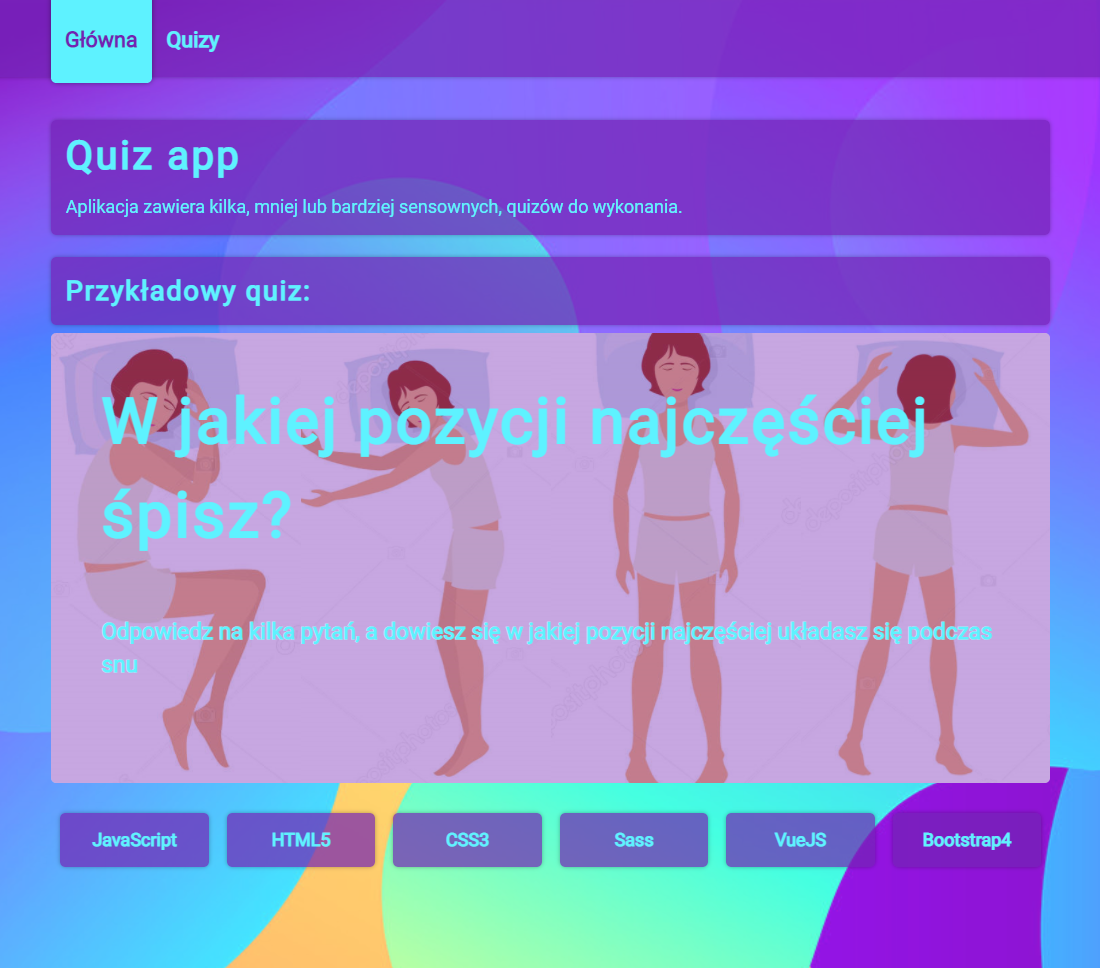 Główna Quizy
Quiz app
Aplikacja zawiera kilka, mniej lub bardziej sensownych, quizów do wykonania.
Przykładowy quiz:
W jakiej pozycji najczęściej
śpisz?
Odpowiedz na kilka pytań, a dowiesz się w jakiej pozycji najczęściej układasz się podczas
snu
JavaScript HTML5 CSS3 Sass VueJS Bootstrap4